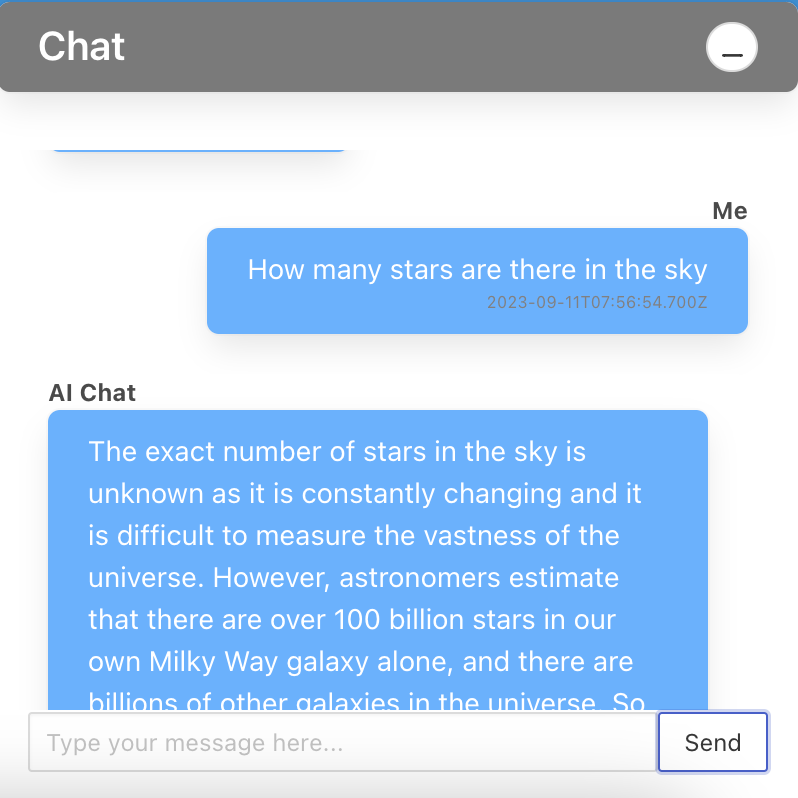 Chat
Me
How many stars are there in the sky
2023-09-11T07:56:54.700Z
AI Chat
The exact number of stars in the sky is
unknown as it is constantly changing and it
is difficult to measure the vastness of the
universe. However, astronomers estimate
that there are over 100 billion stars in our
own Milky Way galaxy alone, and there are
billions of other galaxies in the universe. So
Type your message here...
Send